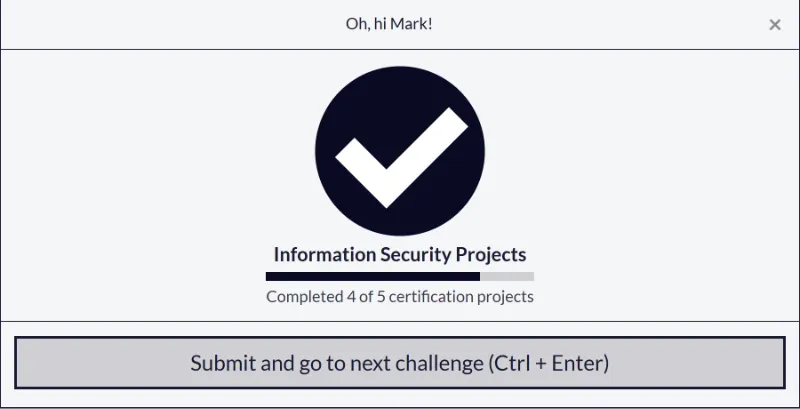 Oh, hi Mark!
Information Security Projects
Completed 4 of 5 certification projects
Submit and go to next challenge (Ctrl + Enter)